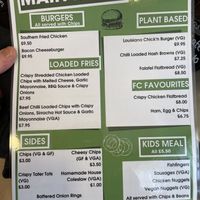 BURGERS
All served with Chips
Southern Fried Chicken
£9.50
Bacon Cheeseburger
£9.95
LOADED FRIES
Crispy Shredded Chicken Loaded
Chips with Melted Cheese, Garlic
Mayonnaise, BBQ Sauce & Crispy
Onions
£7.95
Beef Chilli Loaded Chips with Crispy
Onions, Sriracha Hot Sauce & Garlic
Mayonnaise (GA)
£7.95
PLANT BASED
Louisiana Chick'n Burger (VG)
£9.95
Chilli Loaded Hash Browns (VG)
£7.25
Falafel Flatbread (VG)
£8.50
FC FAVOURITES
Crispy Chicken Flatbread
£8.00
Ham, Egg & Chips
£6.75
SIDES
Chips (VG & GF)
£3.00
Crispy Tater Tots
(VG)
£3.00
Cheesy Chips
(GF & V)
£3.50
Homemade House
Coleslaw (VG)
£1.00
Battered Onion Rings
KIDS MEAL
All £5.50
Fishfingers
Sausages (VGA)
Chicken Nuggets
Vegan Nuggets (VG)
All served with Chips & Beans